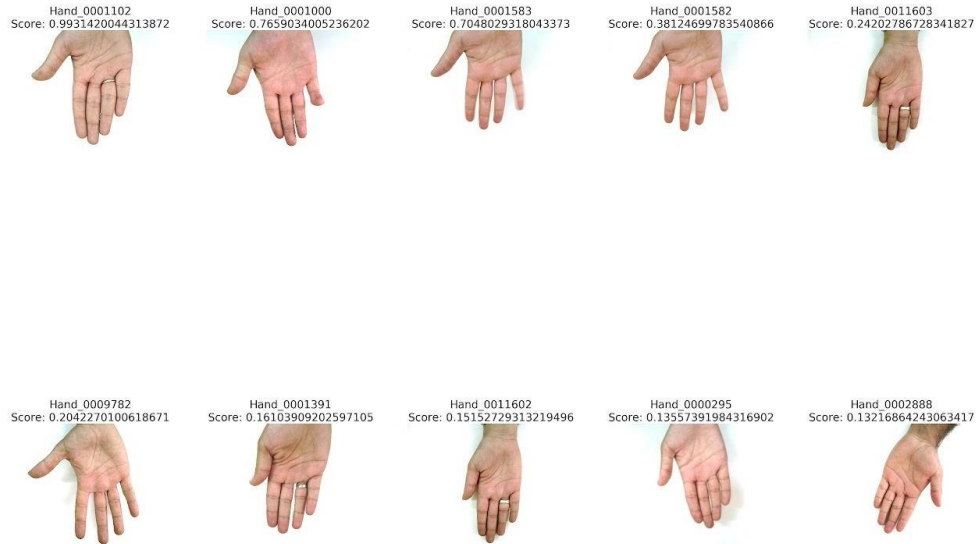 Hand_0001102
Score: 0.9931420044313872
Hand_0001000
Score: 0.7659034005236202
Hand_0001583
Score: 0.7048029318043373
Hand_0001582
Score: 0.38124699783540866
Hand_0011603
Score: 0.24202786728341827
Hand_0009782
Score: 0.2042270100618671
Hand_0001391
Score: 0.16103909202597105
Hand_0011602
Score: 0.15152729313219496
Hand_0000295
Score: 0.13557391984316902
Hand_0002888
Score: 0.13216864243063417